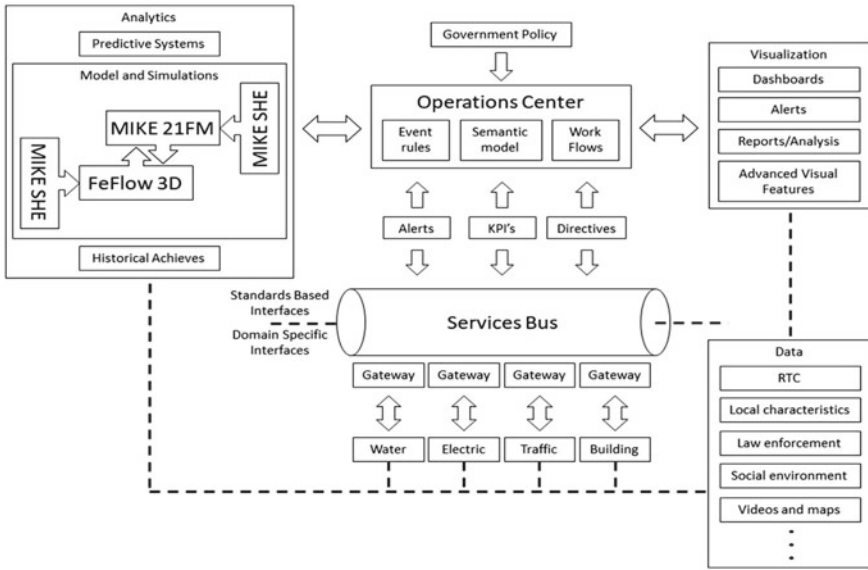 Analytics
Predictive Systems
Model and Simulations
MIKE 21FM
MIKE SHE
MIKE SHE
FeFlow 3D
Historical Achieves
Government Policy
Operations Center
Event
rules
Semantic
model
Work
Flows
Alerts
KPI's
Directives
Visualization
Dashboards
Alerts
Reports/Analysis
Advanced Visual
Features
Standards Based
Interfaces
Domain Specific
Interfaces
Services Bus
Gateway
Gateway
Gateway
Gateway
Water
Electric
Traffic
Building
Data
RTC
Local characteristics
Law enforcement
Social environment
Videos and maps